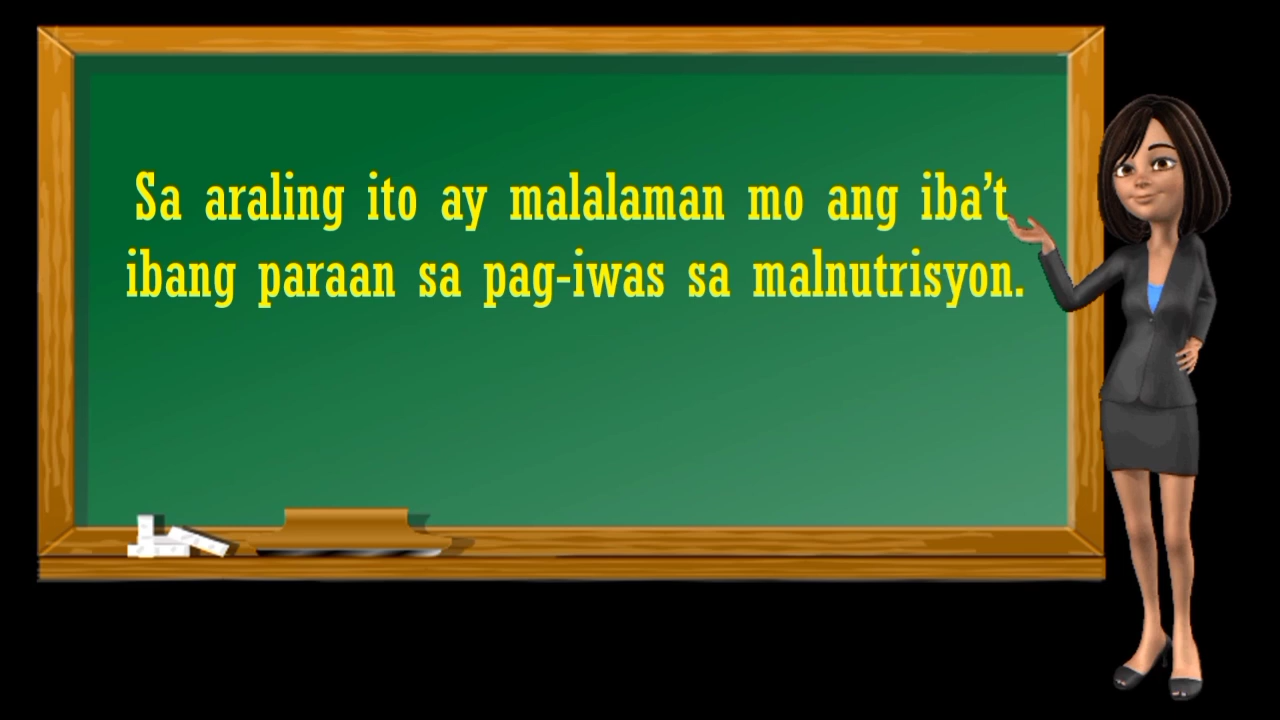 Sa araling ito ay malalaman mo ang iba’t
ibang paraan sa pag-iwas sa malnutrisyon.